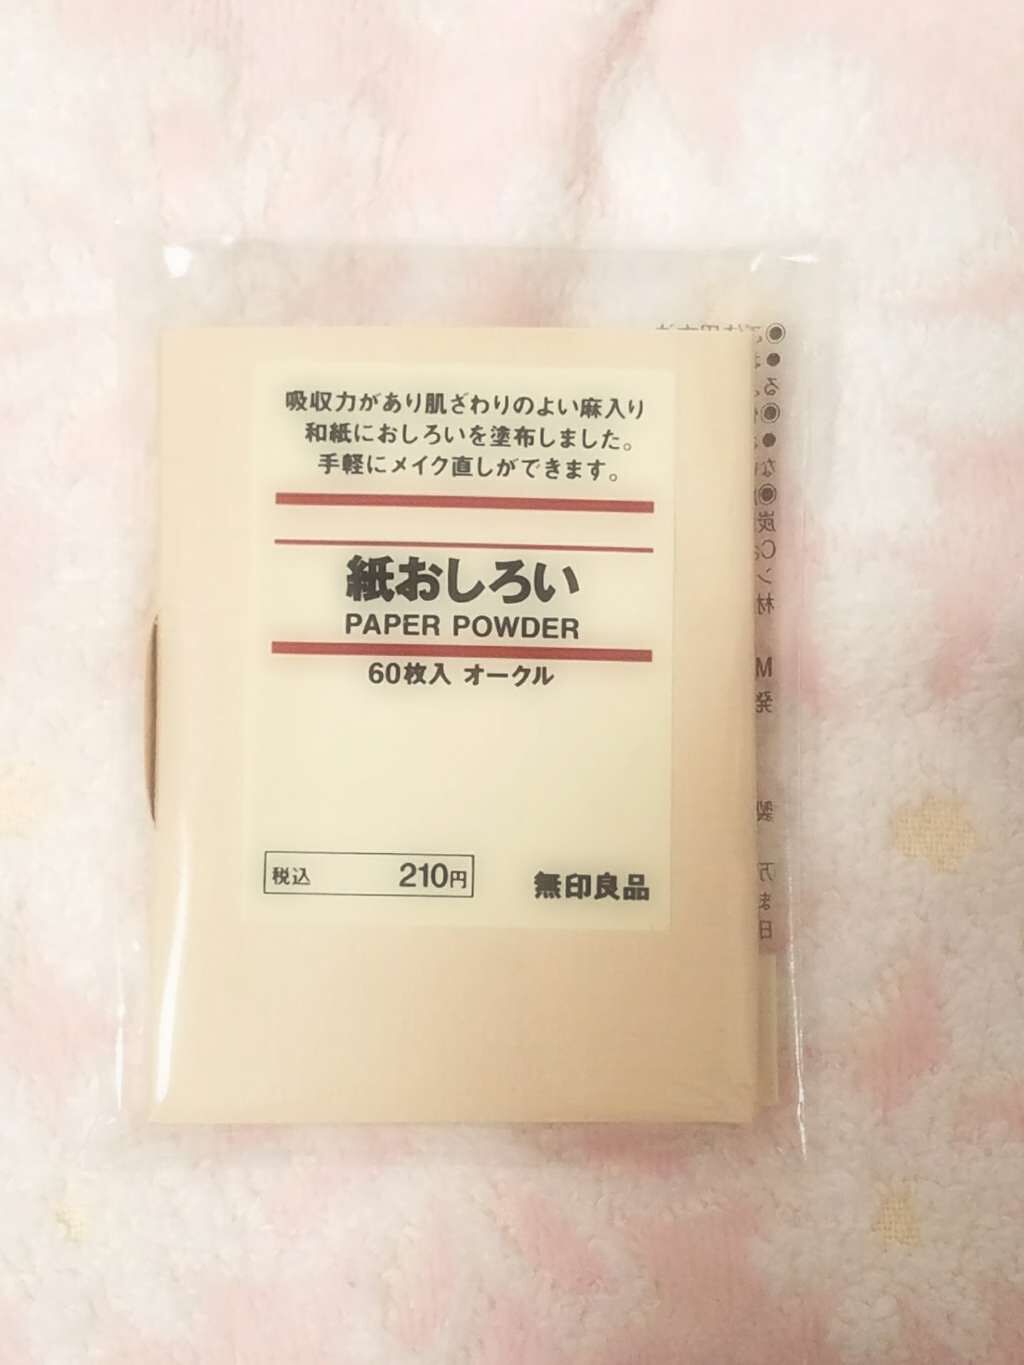 吸収力があり肌ざわりのよい麻入り
和紙におしろいを塗布しました。
手軽にメイク直しができます。
紙おしろい
PAPER POWDER
60枚入 オークル
税込 210円
無印良品